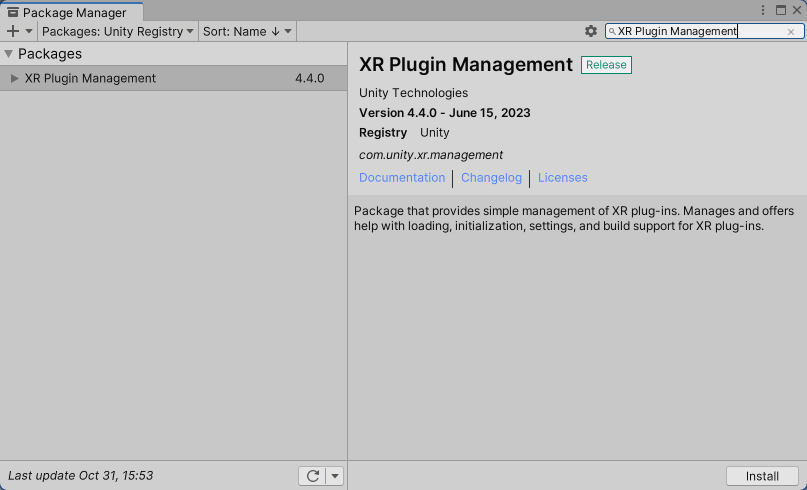 Package Manager
Packages: Unity Registry
Sort: Name ↓
XR Plugin Management
Packages
XR Plugin Management 4.4.0
XR Plugin Management Release
Unity Technologies
Version 4.4.0 - June 15, 2023
Registry Unity
com.unity.xr.management
Documentation | Changelog | Licenses
Package that provides simple management of XR plug-ins. Manages and offers
help with loading, initialization, settings, and build support for XR plug-ins.
Last update Oct 31, 15:53
Install